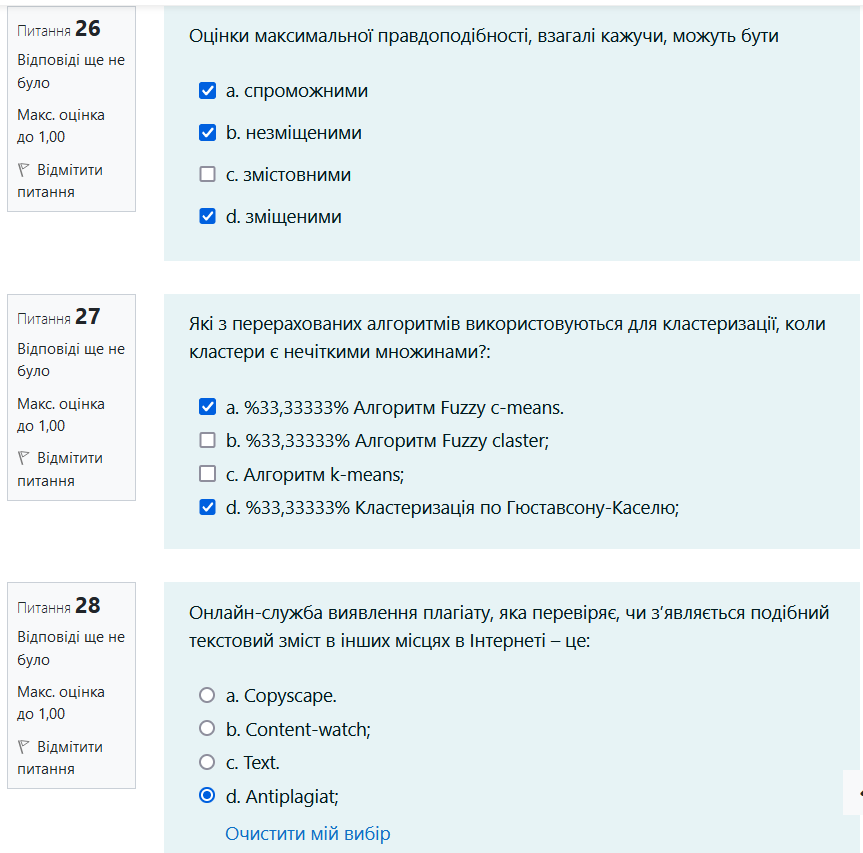 Питання 26
Відповіді ще не
було
Макс. оцінка
до 1,00
Відмітити
питання
Оцінки максимальної правдоподібності, взагалі кажучи, можуть бути
a. спроможними
b. незміщеними
c. змістовними
d. зміщеними
Питання 27
Відповіді ще не
було
Макс. оцінка
до 1,00
Відмітити
питання
Які з перерахованих алгоритмів використовуються для кластеризації, коли
кластери є нечіткими множинами?:
a. %33,33333% Алгоритм Fuzzy c-means.
b. %33,33333% Алгоритм Fuzzy claster;
c. Алгоритм k-means;
d. %33,33333% Кластеризація по Гюставсону-Каселю;
Питання 28
Відповіді ще не
було
Макс. оцінка
до 1,00
Відмітити
питання
Онлайн-служба виявлення плагіату, яка перевіряє, чи з’являється подібний
текстовий зміст в інших місцях в Інтернеті – це:
a. Copyscape.
b. Content-watch;
c. Text.
d. Antiplagiat;
Очистити мій вибір